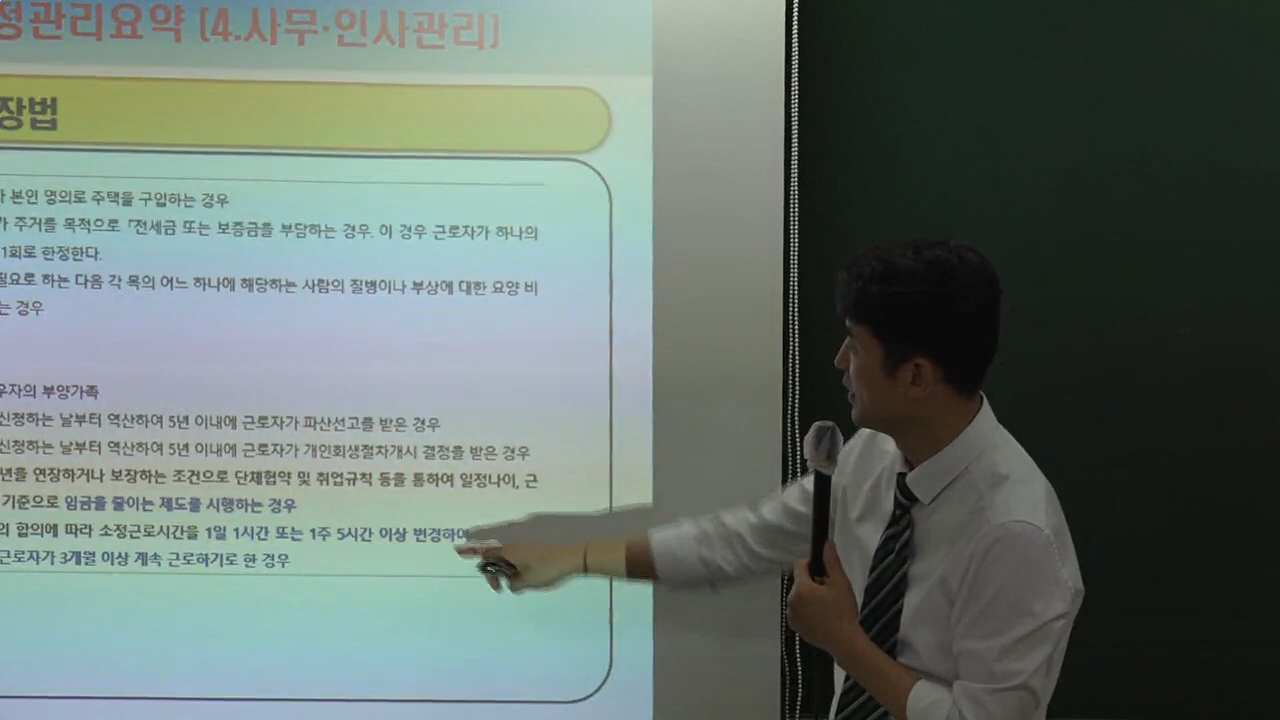 정관리요약 (4.사무·인사관리)
장법
본인 명의로 주택을 구입하는 경우
가 주거를 목적으로 「전세금 또는 보증금을 부담하는 경우. 이 경우 근로자가 하나의
1회로 한정한다.
필요로 하는 다음 각 목의 어느 하나에 해당하는 사람의 질병이나 부상에 대한 요양 비
는 경우
우자의 부양가족
신청하는 날부터 역산하여 5년 이내에 근로자가 파산선고를 받은 경우
신청하는 날부터 역산하여 5년 이내에 근로자가 개인회생절차개시 결정을 받은 경우
년을 연장하거나 보장하는 조건으로 단체협약 및 취업규칙 등을 통하여 일정나이, 근
기준으로 임금을 줄이는 제도를 시행하는 경우
의 합의에 따라 소정근로시간을 1일 1시간 또는 1주 5시간 이상 변경하여
근로자가 3개월 이상 계속 근로하기로 한 경우